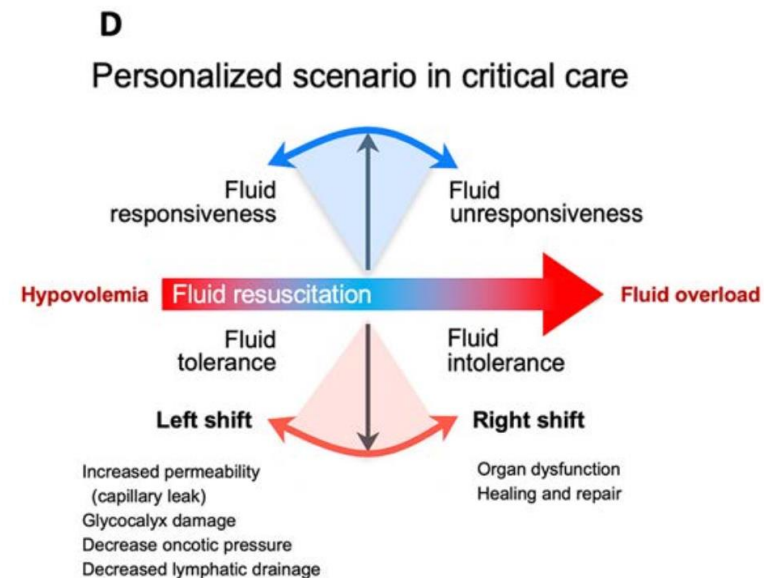 D
Personalized scenario in critical care
Fluid
responsiveness
Fluid
unresponsiveness
Hypovolemia
Fluid resuscitation
Fluid overload
Fluid
tolerance
Fluid
intolerance
Left shift
Right shift
Increased permeability
(capillary leak)
Glycocalyx damage
Decrease oncotic pressure
Decreased lymphatic drainage
Organ dysfunction
Healing and repair